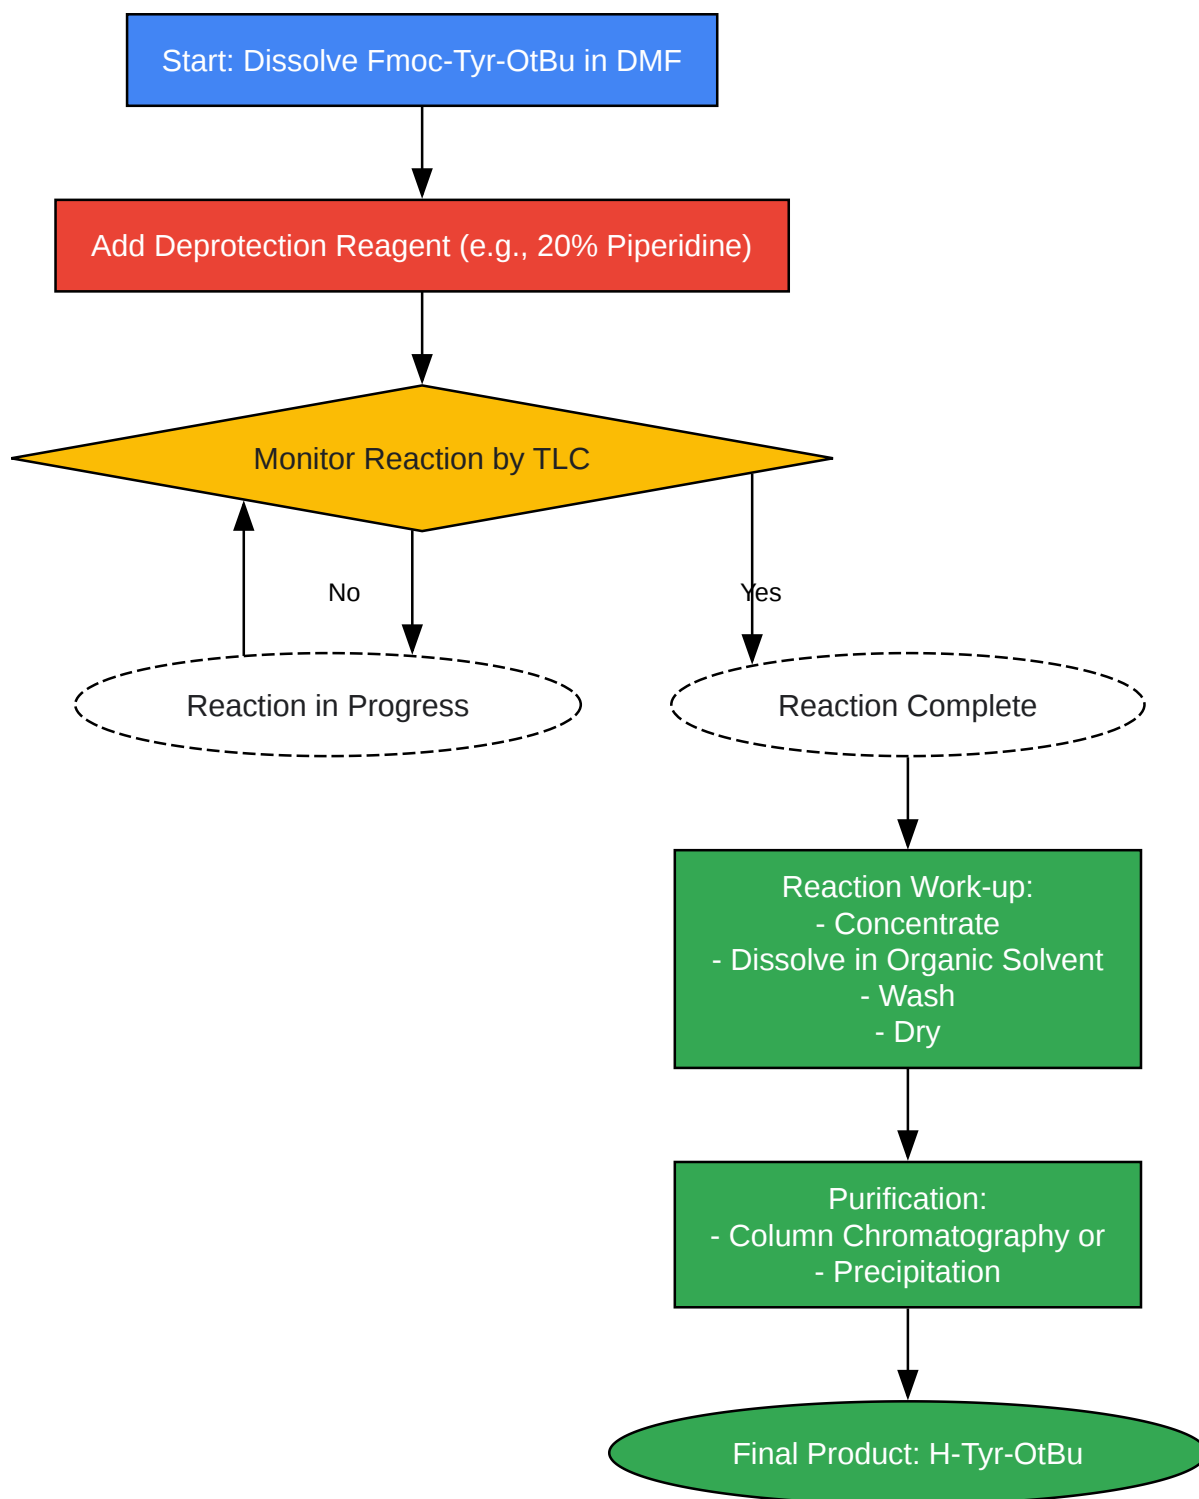 Start: Dissolve Fmoc-Tyr-OtBu in DMF
Add Deprotection Reagent (e.g., 20% Piperidine)
Monitor Reaction by TLC
No
Yes
Reaction in Progress
Reaction Complete
Reaction Work-up:
- Concentrate
- Dissolve in Organic Solvent
- Wash
- Dry
Purification:
- Column Chromatography or
- Precipitation
Final Product: H-Tyr-OtBu